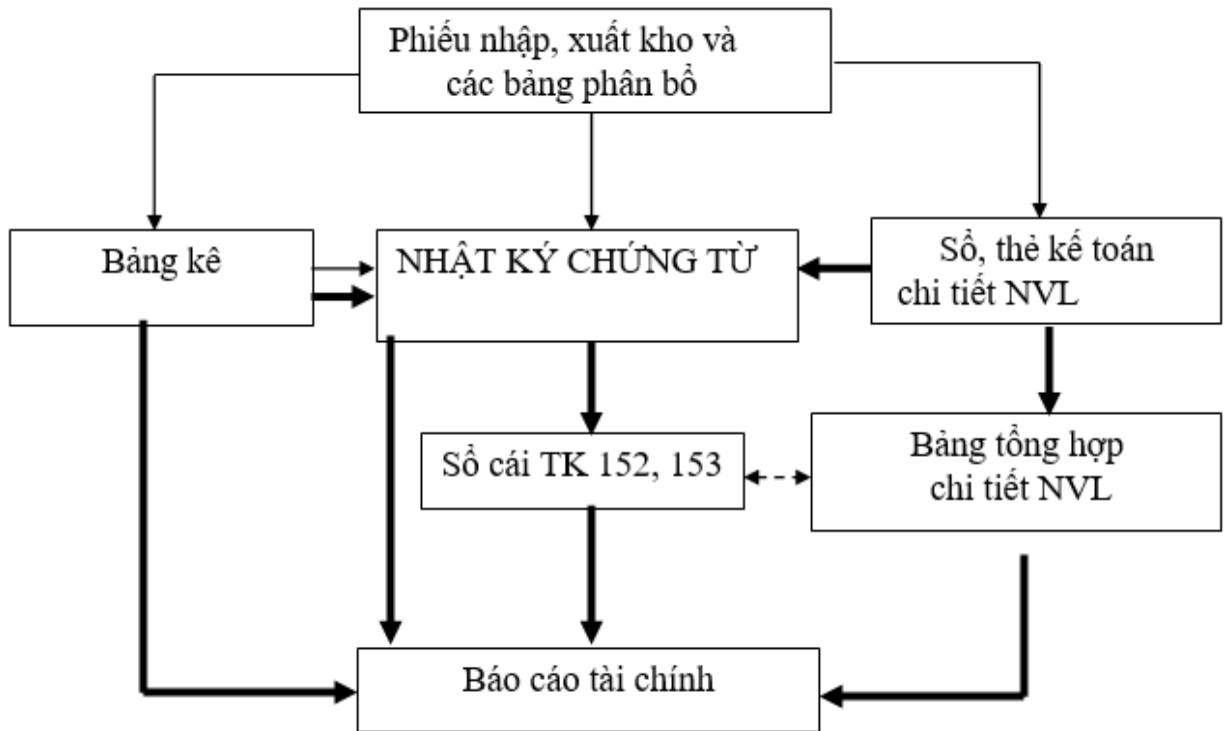 Phiếu nhập, xuất kho và
các bảng phân bổ
Bảng kê
NHẬT KÝ CHỨNG TỪ
Sổ, thẻ kế toán
chi tiết NVL
Sổ cái TK 152, 153
Bảng tổng hợp
chi tiết NVL
Báo cáo tài chính